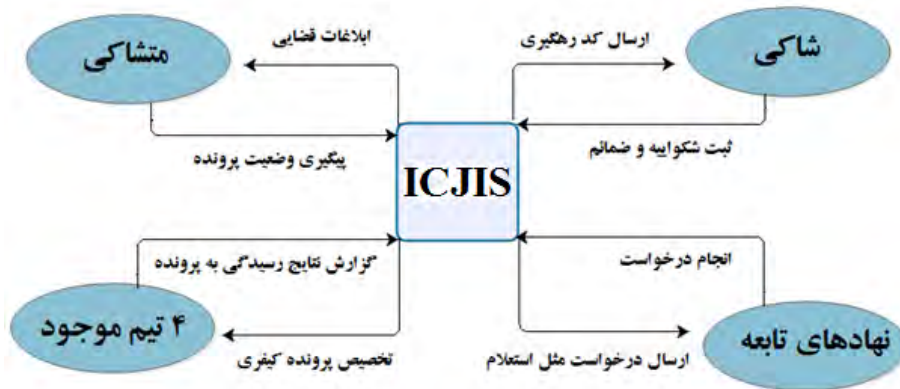 ابلاغات قضایی
ارسال کد رهگیری
متشاکی
شاکی
پیگیری وضعیت پرونده
ثبت شکواییه و ضمائم
ICJIS
گزارش نتایج رسیدگی به پرونده
انجام درخواست
۴ تیم موجود
نهادهای تابعه
تخصیص پرونده کیفری
ارسال درخواست مثل استعلام